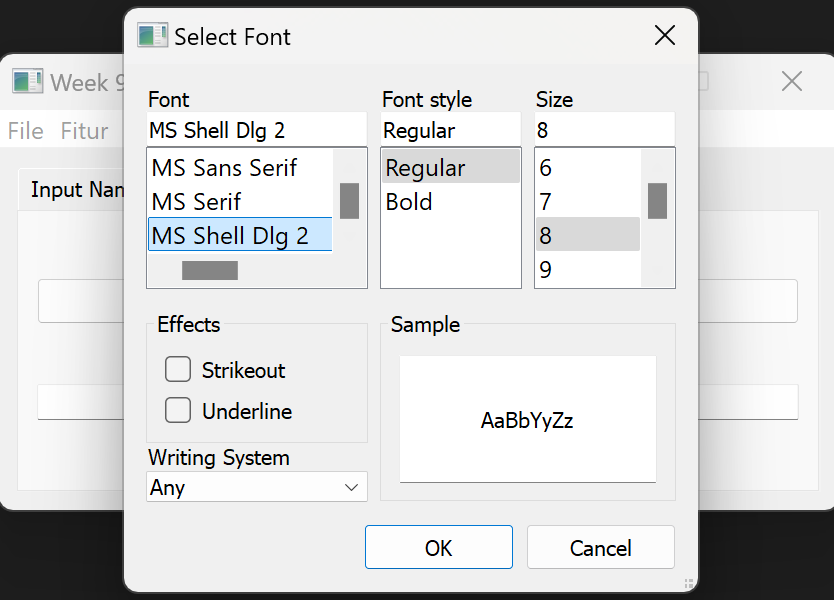 Select Font
Week 9
File Fitur
Input Nam
Font Font style Size
MS Shell Dlg 2 Regular 8
MS Sans Serif Regular 6
MS Serif Bold 7
MS Shell Dlg 2 8
9
Effects Sample
Strikeout
Underline
AaBbYyZz
Writing System
Any
OK Cancel